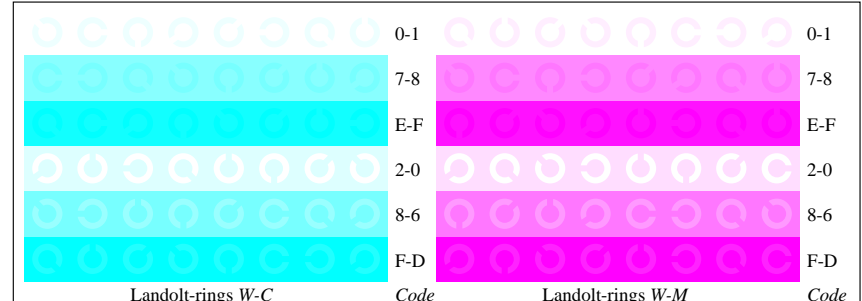 0-1 0-1
7-8 7-8
E-F E-F
2-0 2-0
8-6 8-6
F-D F-D
Landolt-rings W-C Code Landolt-rings W-M Code